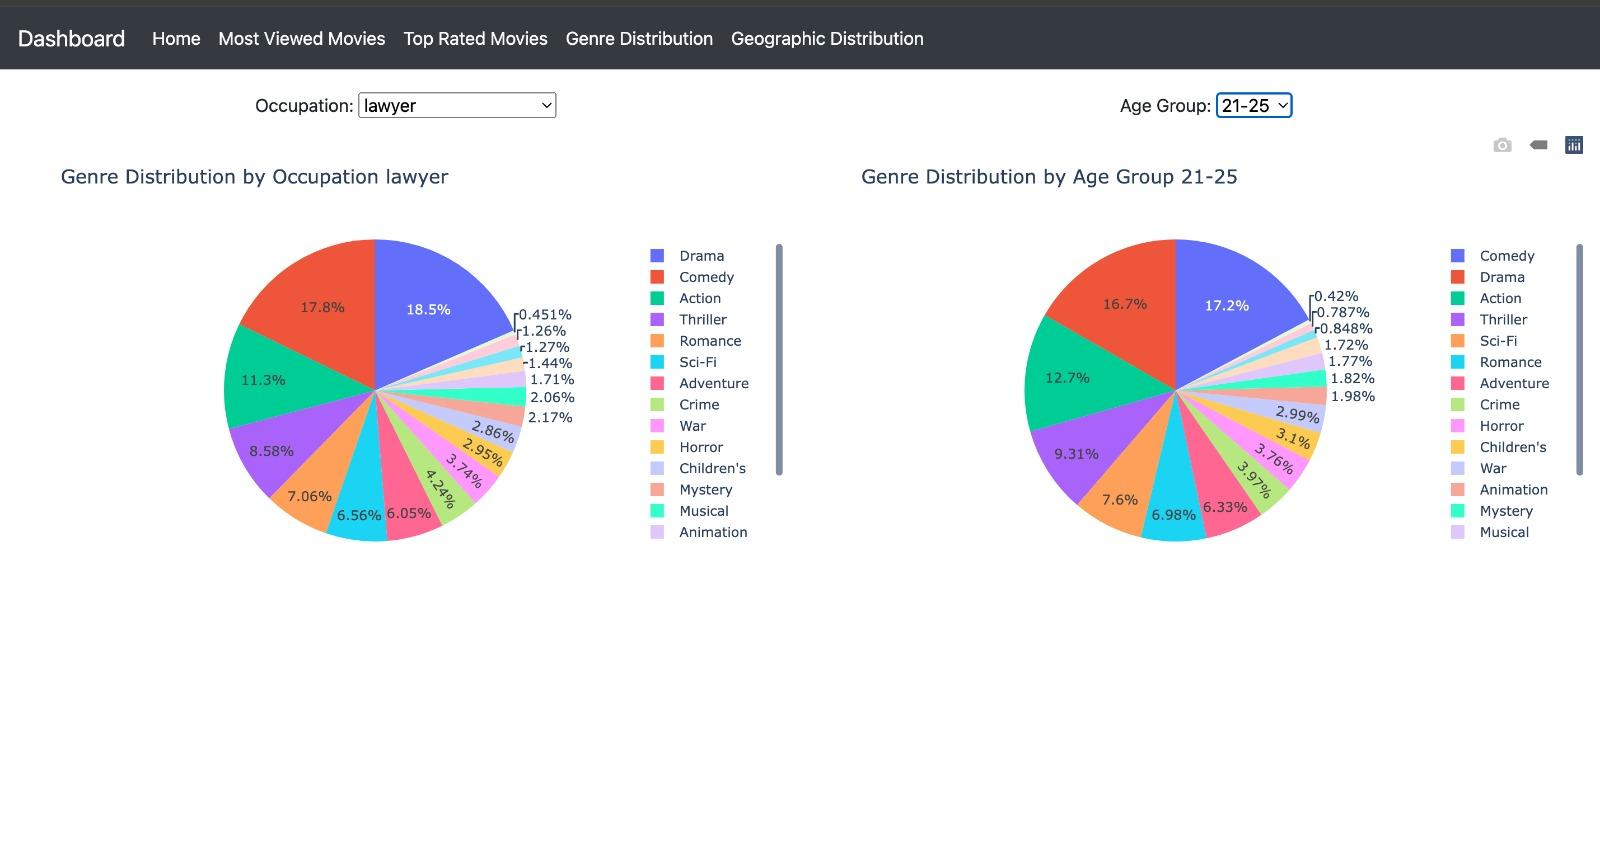 Dashboard Home Most Viewed Movies Top Rated Movies Genre Distribution Geographic Distribution
Occupation: lawyer
Age Group: 21-25
Genre Distribution by Occupation lawyer
18.5%
17.8%
11.3%
8.58%
7.06%
6.56%
6.05%
4.24%
3.74%
2.95%
2.86%
2.17%
2.06%
1.71%
1.44%
1.27%
1.26%
0.451%
Drama
Comedy
Action
Thriller
Romance
Sci-Fi
Adventure
Crime
War
Horror
Children's
Mystery
Musical
Animation
Genre Distribution by Age Group 21-25
17.2%
16.7%
12.7%
9.31%
7.6%
6.98%
6.33%
3.97%
3.76%
3.1%
2.99%
1.98%
1.82%
1.77%
1.72%
0.848%
0.787%
0.42%
Comedy
Drama
Action
Thriller
Sci-Fi
Romance
Adventure
Crime
Horror
Children's
War
Animation
Mystery
Musical